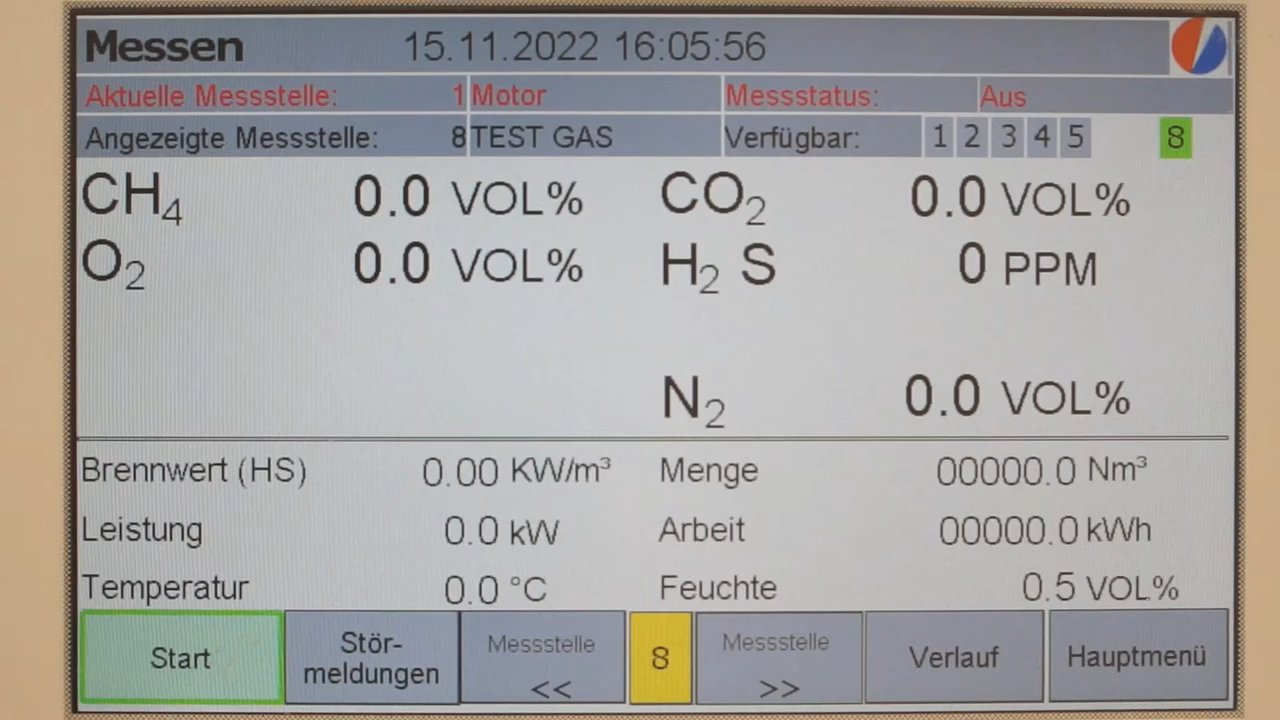 Messen 15.11.2022 16:05:56
Aktuelle Messstelle: 1 Motor Messstatus: Aus
Angezeigte Messstelle: 8 TEST GAS Verfügbar: 1 2 3 4 5 8
CH₄ 0.0 VOL% CO₂ 0.0 VOL%
O₂ 0.0 VOL% H₂ S 0 PPM
N₂ 0.0 VOL%
Brennwert (HS) 0.00 KW/m³ Menge 00000.0 Nm³
Leistung 0.0 kW Arbeit 00000.0 kWh
Temperatur 0.0 °C Feuchte 0.5 VOL%
Start Stör- Messstelle 8 Messstelle Verlauf Hauptmenü
meldungen << >>